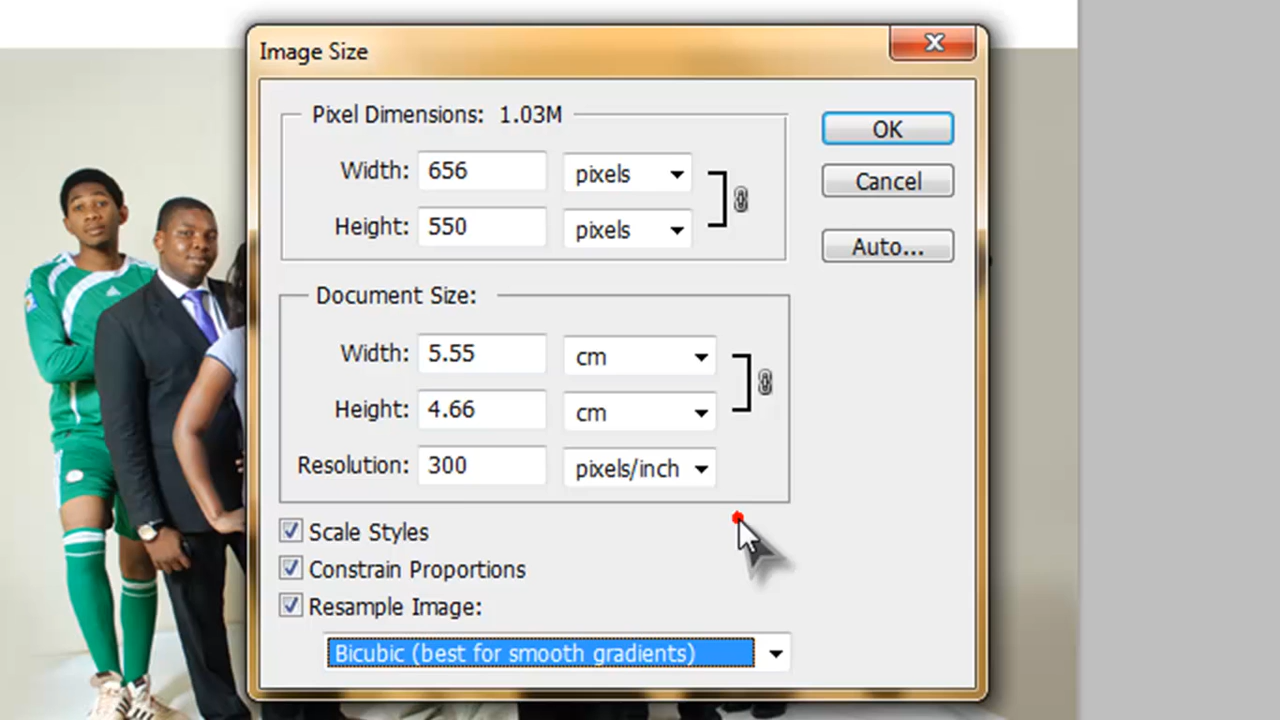 Image Size
Pixel Dimensions: 1.03M
Width: 656 pixels
Height: 550 pixels
OK
Cancel
Auto...
Document Size:
Width: 5.55 cm
Height: 4.66 cm
Resolution: 300 pixels/inch
Scale Styles
Constrain Proportions
Resample Image:
Bicubic (best for smooth gradients)